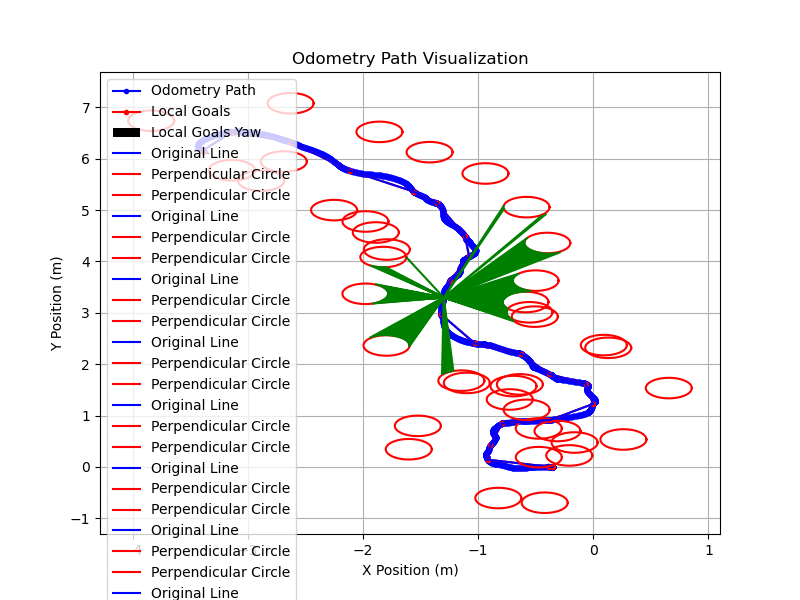 Odometry Path Visualization
Y Position (m)
7
6
5
4
3
2
1
0
−1
−2
−1
0
1
X Position (m)
Odometry Path
Local Goals
Local Goals Yaw
Original Line
Perpendicular Circle
Perpendicular Circle
Original Line
Perpendicular Circle
Perpendicular Circle
Original Line
Perpendicular Circle
Perpendicular Circle
Original Line
Perpendicular Circle
Perpendicular Circle
Original Line
Perpendicular Circle
Perpendicular Circle
Original Line
Perpendicular Circle
Perpendicular Circle
Original Line
Perpendicular Circle
Perpendicular Circle
Original Line